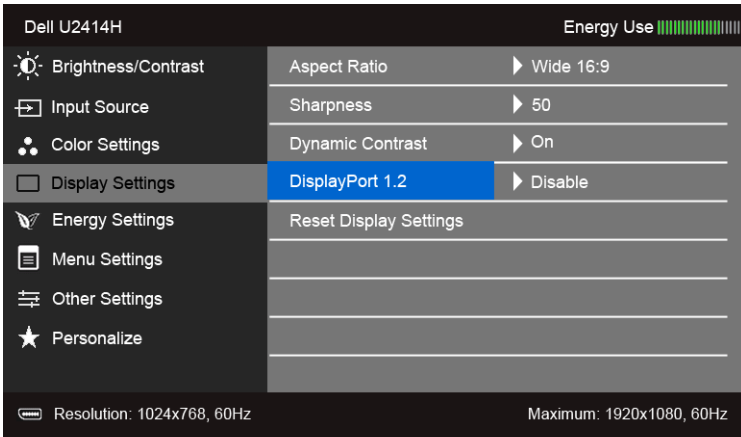 Dell U2414H Energy Use
Brightness/Contrast Aspect Ratio Wide 16:9
Input Source Sharpness 50
Color Settings Dynamic Contrast On
Display Settings DisplayPort 1.2 Disable
Energy Settings Reset Display Settings
Menu Settings
Other Settings
Personalize
Resolution: 1024x768, 60Hz Maximum: 1920x1080, 60Hz